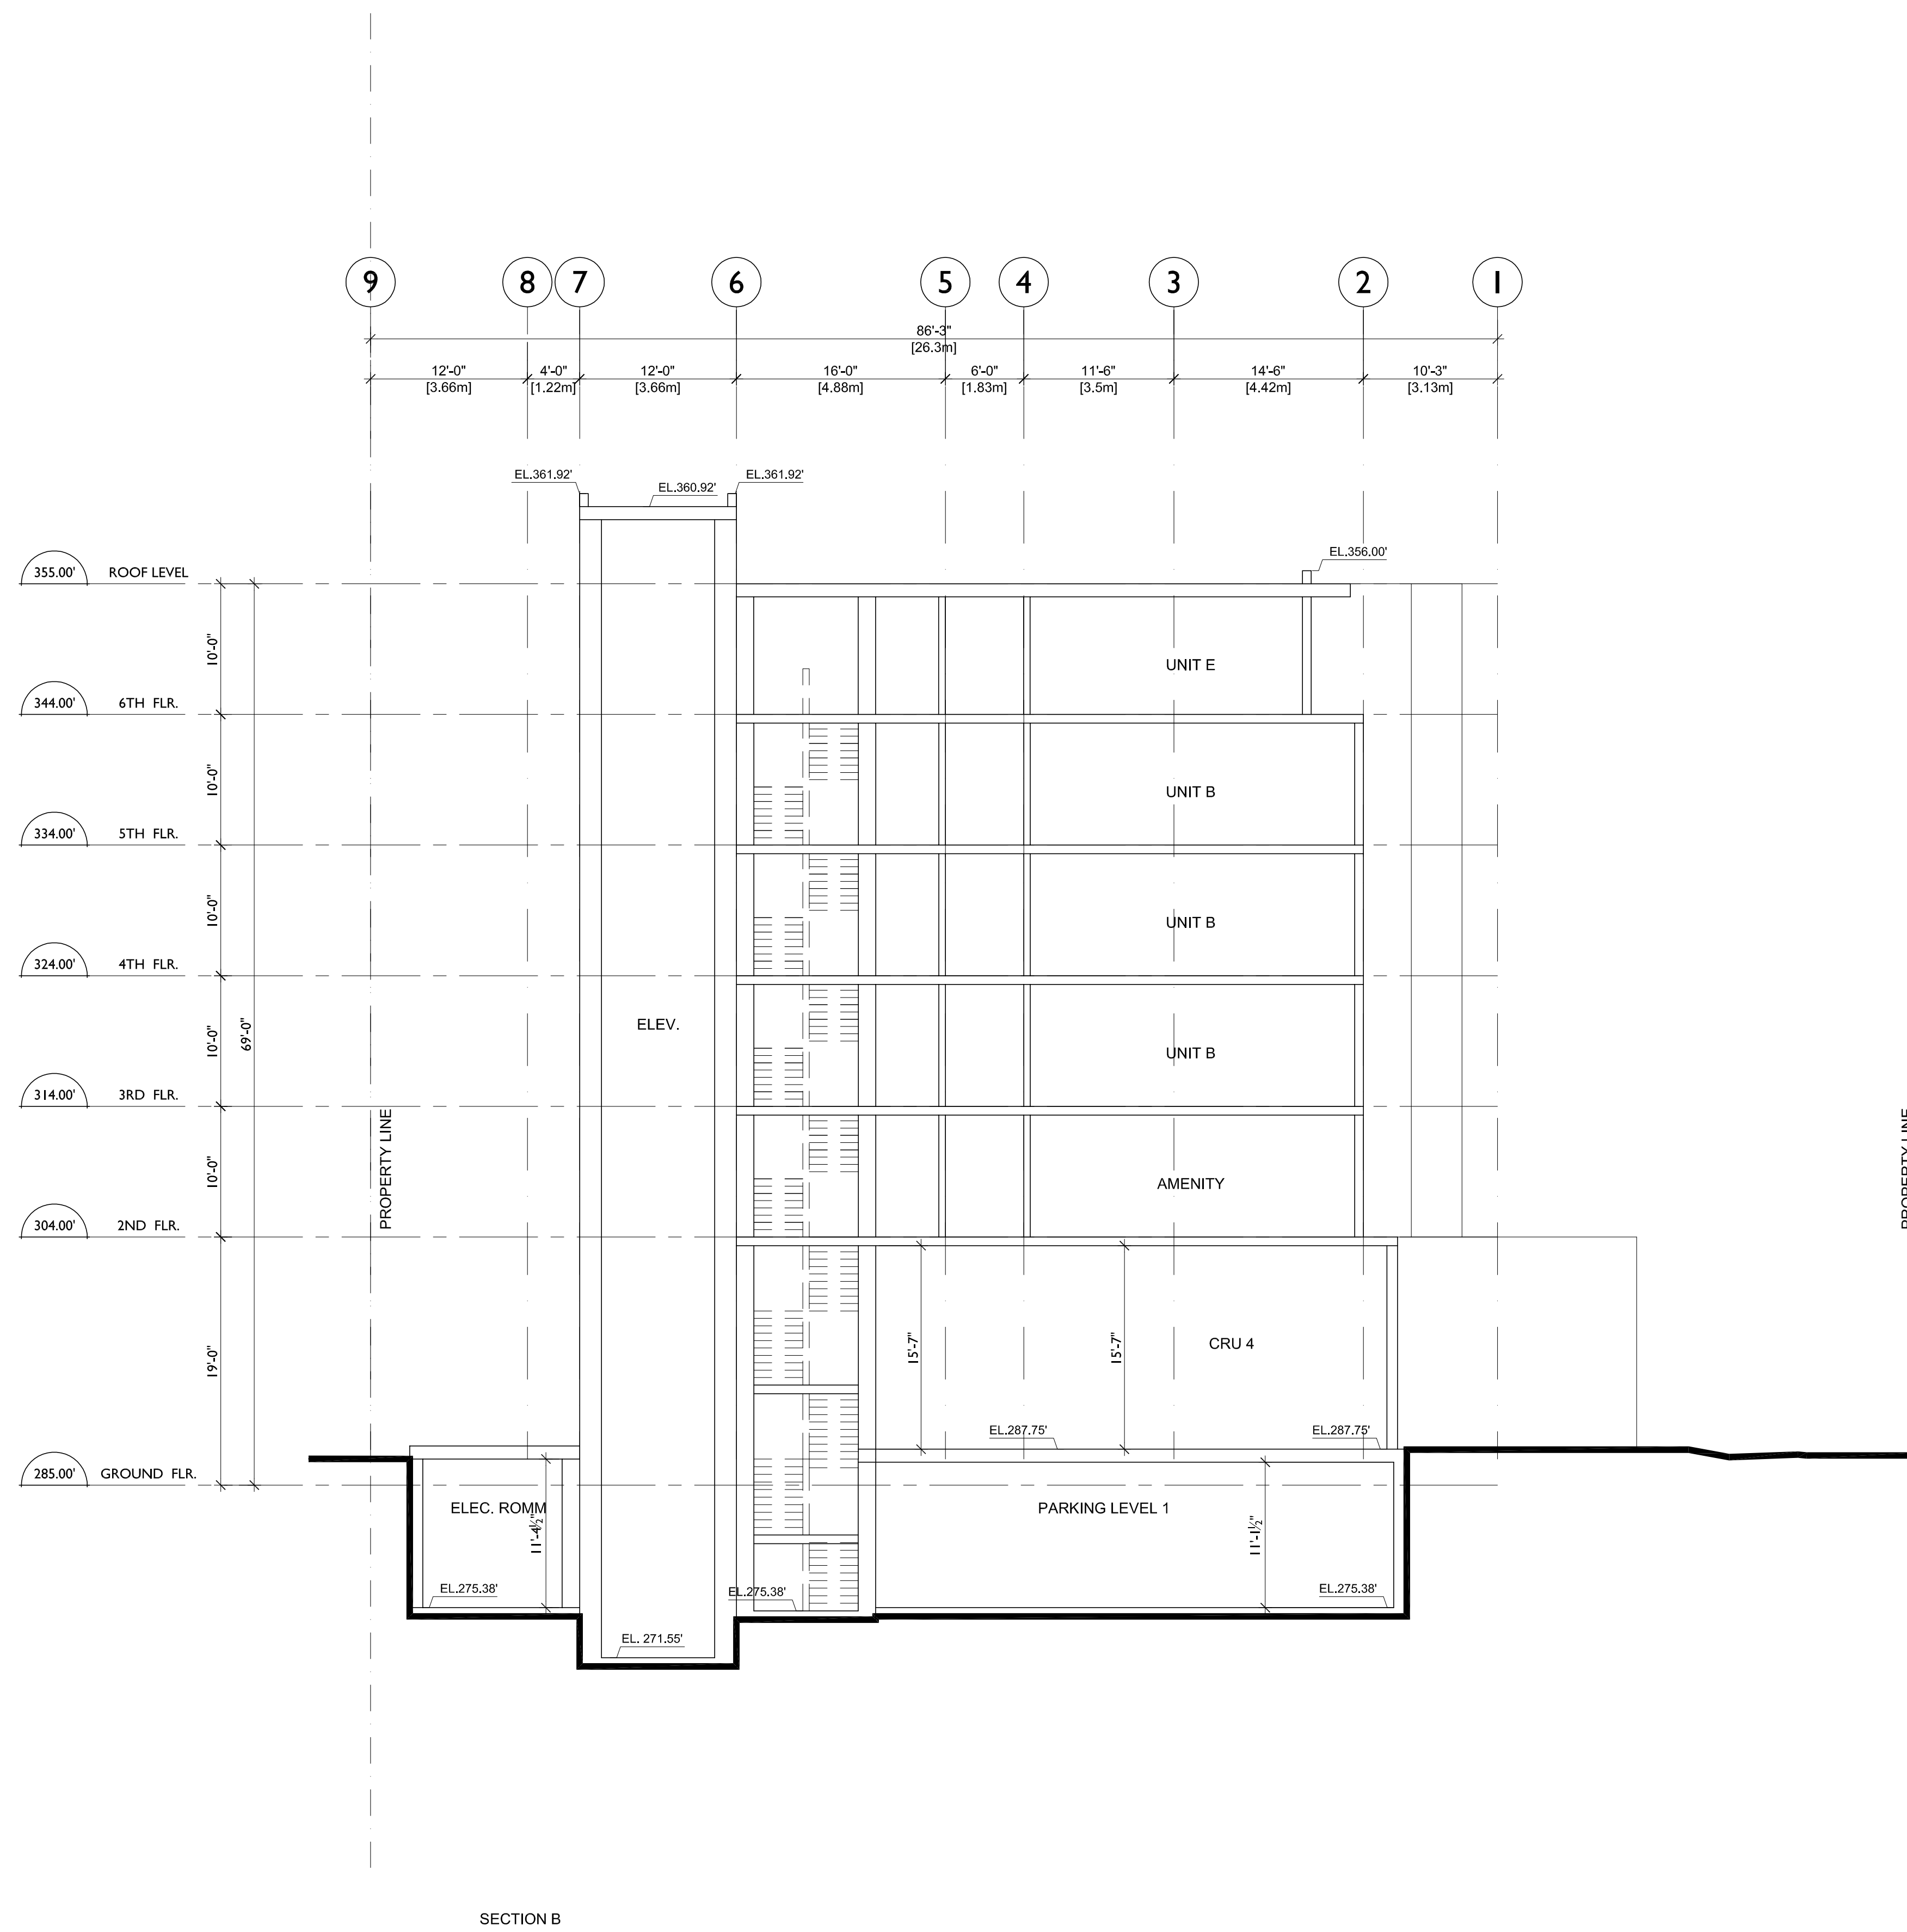 9 8 7 6 5 4 3 2 1
86'-3"
[26.3m]
12'-0" 4'-0" 12'-0" 16'-0" 6'-0" 11'-6" 14'-6" 10'-3"
[3.66m] [1.22m] [3.66m] [4.88m] [1.83m] [3.5m] [4.42m] [3.13m]
EL.361.92' EL.360.92' EL.361.92'
EL.356.00'
355.00' ROOF LEVEL
10'-0"
UNIT E
344.00' 6TH FLR.
10'-0"
UNIT B
334.00' 5TH FLR.
10'-0"
UNIT B
324.00' 4TH FLR.
10'-0"
69'-0"
ELEV.
UNIT B
314.00' 3RD FLR.
PROPERTY LINE
PROPERTY LINE
10'-0"
AMENITY
304.00' 2ND FLR.
19'-0"
15'-7"
15'-7"
CRU 4
EL.287.75' EL.287.75'
285.00' GROUND FLR.
ELEC. ROMM
11'-4½"
PARKING LEVEL 1
11'-1½"
EL.275.38' EL.275.38' EL.275.38'
EL. 271.55'
SECTION B